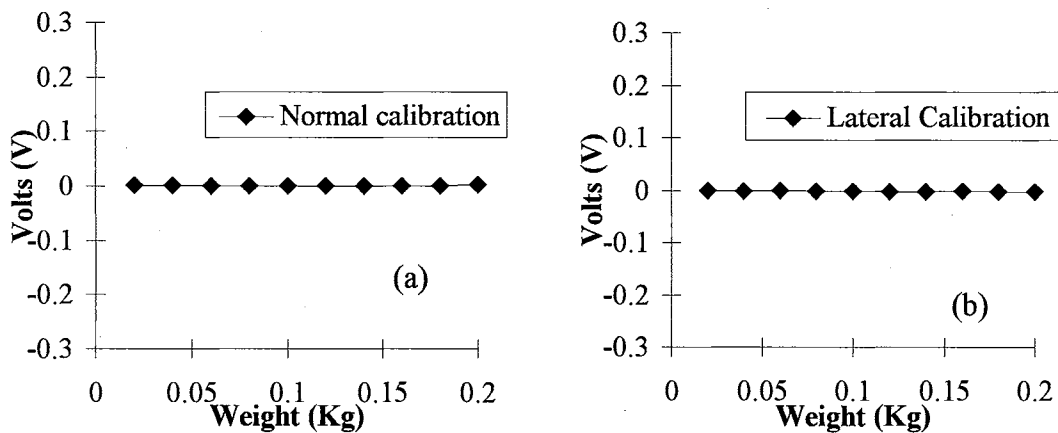 0.3
0.2
0.1
0
-0.1
-0.2
-0.3
Volts (V)
Normal calibration
(a)
0 0.05 0.1 0.15 0.2
Weight (Kg)
0.3
0.2
0.1
0
-0.1
-0.2
-0.3
Volts (V)
Lateral Calibration
(b)
0 0.05 0.1 0.15 0.2
Weight (Kg)